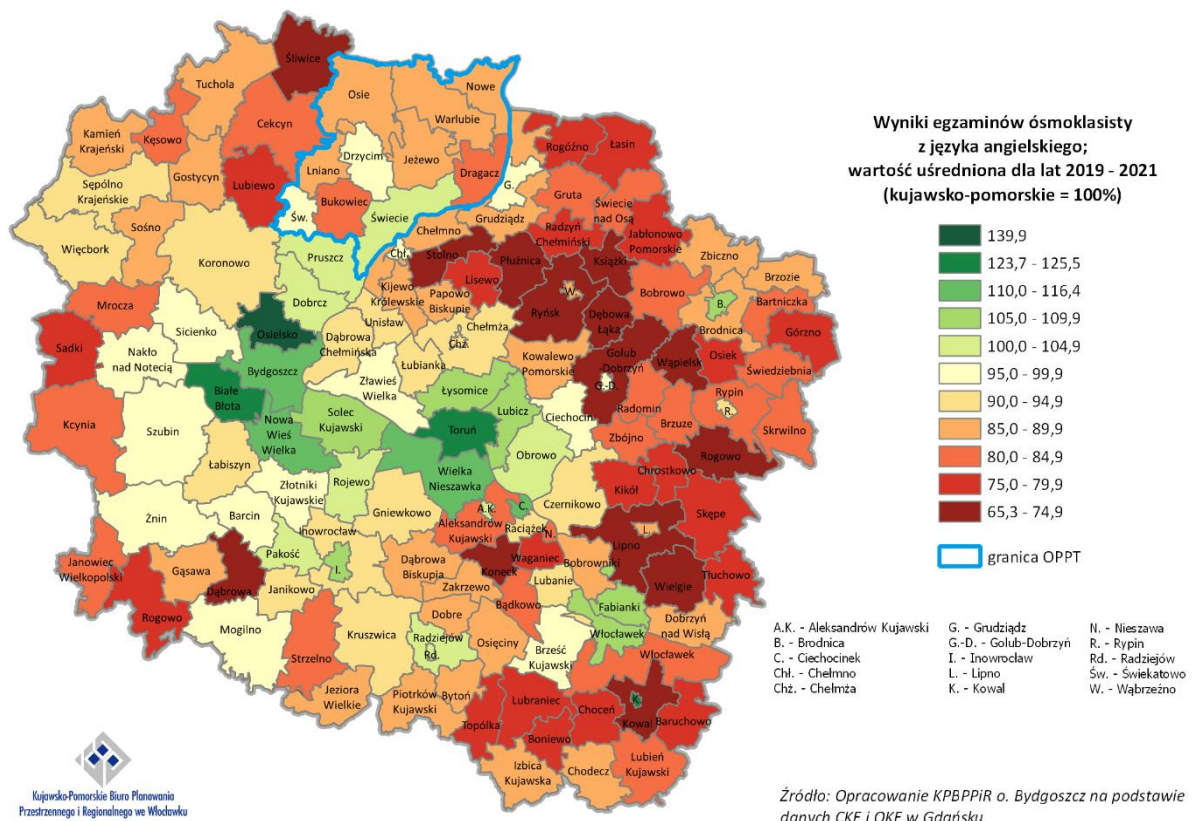 Śliwice
Tuchola
Osie
Nowe
Cekcyn
Warlubie
Kęsowo
Kamień
Krajeński
Drzycim
Jeżewo
Rogóźno
Łasin
Gostycyn
Lniano
Dragacz
Lubiewo
Bukowiec
G.
Gruta
Sępólno
Krajeńskie
Św.
Świecie
Grudziądz
Świecie
nad Osą
Sośno
Chełmno
Radzyń
Chełmiński
Jabłonowo
Pomorskie
Więcbork
Koronowo
Pruszcz
Chł.
Stolno
Płużnica
Książki
Zbiczno
Brzozie
Lisewo
Kijewo
Królewskie
Papowo
Biskupie
W.
Bobrowo
B.
Bartniczka
Mrocza
Dobrcz
Sicienko
Osielsko
Unisław
Chełmża
Ryńsk
Dębowa
Łąka
Brodnica
Górzno
Dąbrowa
Chełmińska
Chż.
Sadki
Nakło
nad Notecią
Bydgoszcz
Łubianka
Kowalewo
Pomorskie
Golub
-Dobrzyń
Wąpielsk
Osiek
Świedziebnia
Białe
Błota
Zławieś
Wielka
Łysomice
G.-D.
Rypin
R.
Kcynia
Szubin
Nowa
Wieś
Wielka
Solec
Kujawski
Toruń
Lubicz
Ciechocin
Radomin
Brzuze
Skrwilno
Zbójno
Łabiszyn
Obrowo
Rogowo
Złotniki
Kujawskie
Rojewo
Wielka
Nieszawka
Chrostkowo
Kikół
Czernikowo
Skępe
Żnin
Barcin
Gniewkowo
A.K.
C.
Inowrocław
Aleksandrów
Kujawski
Raciążek
N.
L.
Lipno
Pakość
I.
Janowiec
Wielkopolski
Gąsawa
Dąbrowa
Dąbrowa
Biskupia
Koneck
Waganiec
Bobrowniki
Wielgie
Tłuchowo
Janikowo
Zakrzewo
Lubanie
Rogowo
Bądkowo
Fabianki
Mogilno
Kruszwica
Dobre
Dobrzyń
nad Wisłą
Strzelno
Radziejów
Rd.
Osięciny
Włocławek
Brześć
Kujawski
Włocławek
Jeziora
Wielkie
Piotrków
Kujawski
Bytoń
Lubraniec
Choceń
K.
Kowal
Baruchowo
Topólka
Boniewo
Izbica
Kujawska
Chodecz
Lubień
Kujawski
Wyniki egzaminów ósmoklasisty
z języka angielskiego;
wartość uśredniona dla lat 2019 - 2021
(kujawsko-pomorskie = 100%)
139,9
123,7 - 125,5
110,0 - 116,4
105,0 - 109,9
100,0 - 104,9
95,0 - 99,9
90,0 - 94,9
85,0 - 89,9
80,0 - 84,9
75,0 - 79,9
65,3 - 74,9
granica OPPT
A.K. - Aleksandrów Kujawski
B. - Brodnica
C. - Ciechocinek
Chł. - Chełmno
Chż. - Chełmża
G. - Grudziądz
G.-D. - Golub-Dobrzyń
I. - Inowrocław
L. - Lipno
K. - Kowal
N. - Nieszawa
R. - Rypin
Rd. - Radziejów
Św. - Świekatowo
W. - Wąbrzeźno
Kujawsko-Pomorskie Biuro Planowania
Przestrzennego i Regionalnego we Włocławku
Źródło: Opracowanie KPBPPiR o. Bydgoszcz na podstawie
danych CKE i OKE w Gdańsku